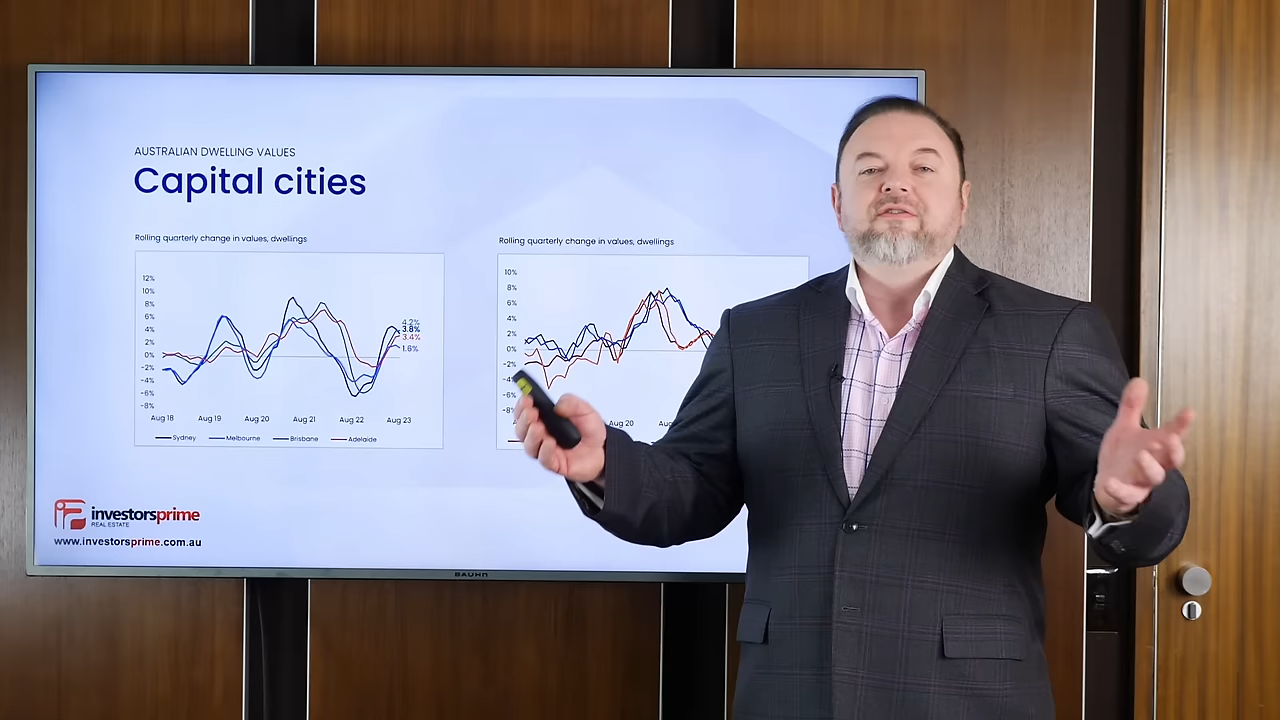 AUSTRALIAN DWELLING VALUES
Capital cities
Rolling quarterly change in values, dwellings
12%
10%
8%
6%
4%
2%
0%
-2%
-4%
-6%
-8%
4.2%
3.8%
3.4%
1.6%
Aug 18 Aug 19 Aug 20 Aug 21 Aug 22 Aug 23
Sydney Melbourne Brisbane Adelaide
Rolling quarterly change in values, dwellings
10%
8%
6%
4%
2%
0%
-2%
-4%
-6%
-8%
Aug 20
investorsprime
REAL ESTATE
www.investorsprime.com.au
BAUHN